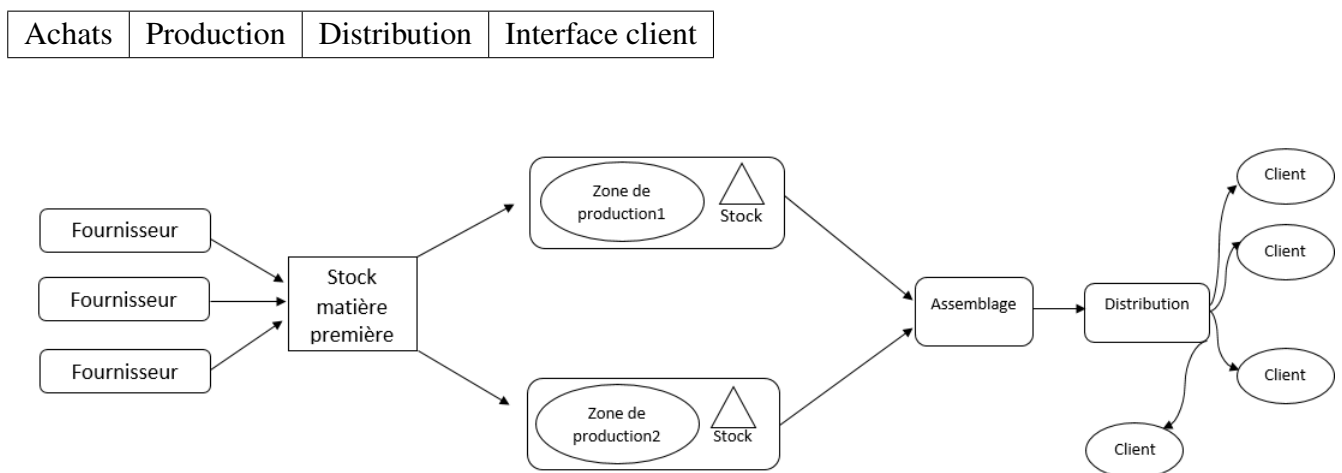 Achats Production Distribution Interface client
Fournisseur
Fournisseur
Fournisseur
Stock
matière
première
Zone de
production1
Stock
Zone de
production2
Stock
Assemblage
Distribution
Client
Client
Client
Client